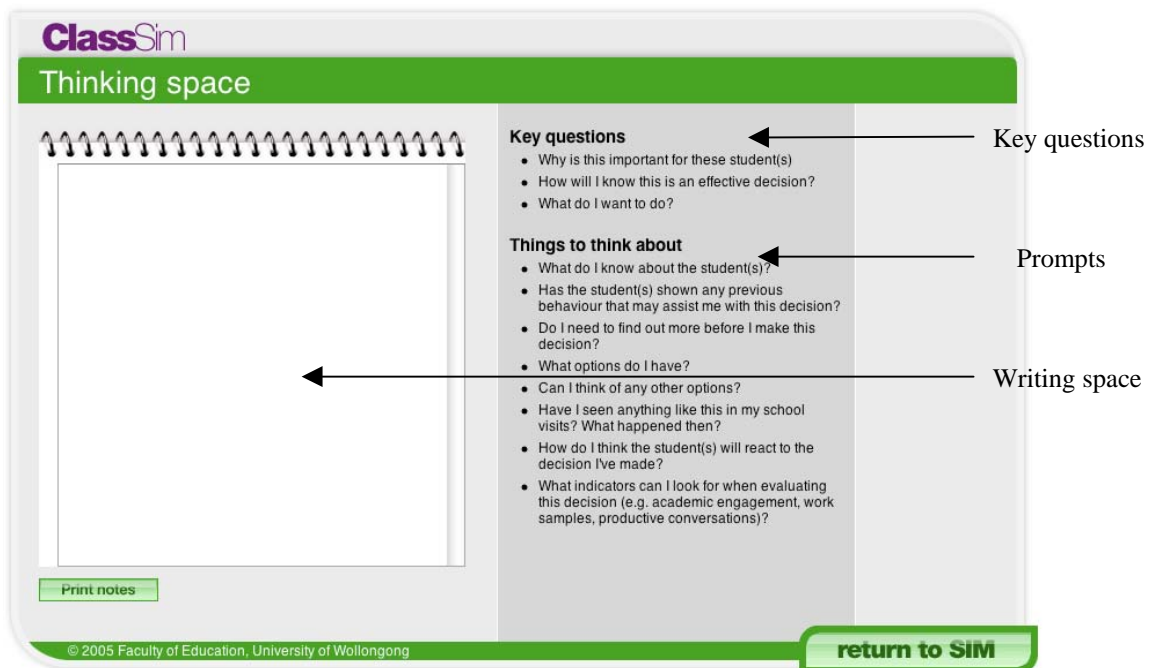 ClassSim
Thinking space
Key questions
• Why is this important for these student(s)
• How will I know this is an effective decision?
• What do I want to do?
Things to think about
• What do I know about the student(s)?
• Has the student(s) shown any previous
behaviour that may assist me with this decision?
• Do I need to find out more before I make this
decision?
• What options do I have?
• Can I think of any other options?
• Have I seen anything like this in my school
visits? What happened then?
• How do I think the student(s) will react to the
decision I've made?
• What indicators can I look for when evaluating
this decision (e.g. academic engagement, work
samples, productive conversations)?
Key questions
Prompts
Writing space
Print notes
© 2005 Faculty of Education, University of Wollongong
return to SIM